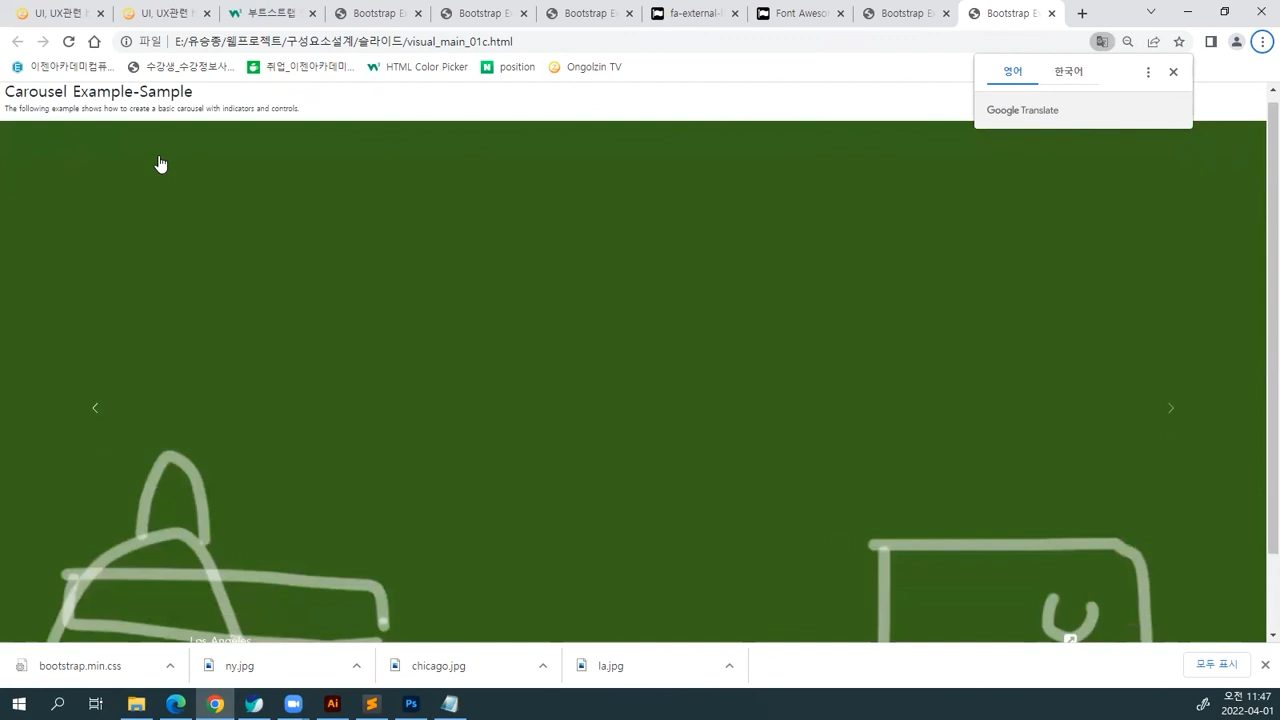 UI, UX관련
UI, UX관련
부트스트랩
Bootstrap E
Bootstrap E
Bootstrap E
fa-external-
Font Aweso
Bootstrap E
Bootstrap E
파일 E:/유승종/웹프로젝트/구성요소설계/슬라이드/visual_main_01c.html
이젠아카데미컴퓨...
수강생_수강정보사...
취업_이젠아카데미...
HTML Color Picker
position
Ongolzin TV
영어 한국어
Google Translate
Carousel Example-Sample
The following example shows how to create a basic carousel with indicators and controls.
Los Angeles
bootstrap.min.css
ny.jpg
chicago.jpg
la.jpg
모두 표시
Ai
Ps
오전 11:47
2022-04-01